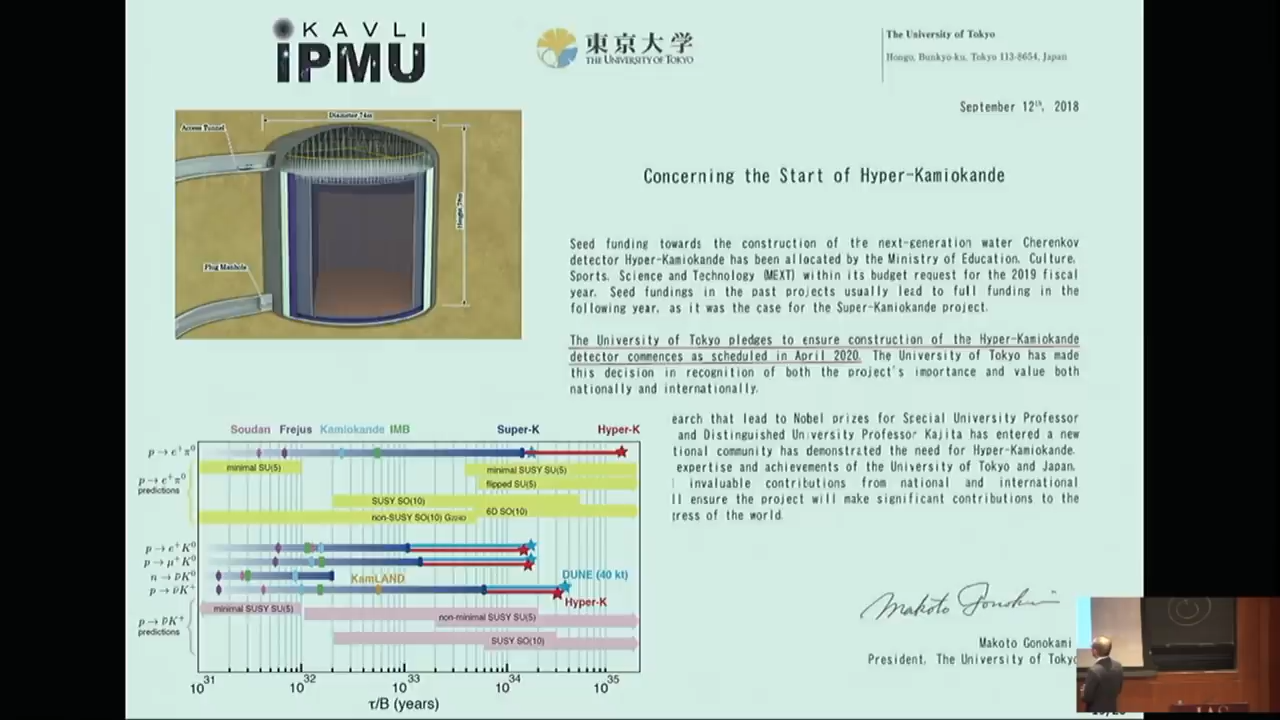 KAVLI
iPMU
東京大学
THE UNIVERSITY OF TOKYO
The University of Tokyo
Hongo, Bunkyo-ku, Tokyo 113-8654, Japan
September 12th, 2018
Diameter 74m
Access Tunnel
Plug Manhole
Concerning the Start of Hyper-Kamiokande
Seed funding towards the construction of the next-generation water Cherenkov
detector Hyper-Kamiokande has been allocated by the Ministry of Education, Culture,
Sports, Science and Technology (MEXT) within its budget request for the 2019 fiscal
year. Seed fundings in the past projects usually lead to full funding in the
following year, as it was the case for the Super-Kamiokande project.
The University of Tokyo pledges to ensure construction of the Hyper-Kamiokande
detector commences as scheduled in April 2020. The University of Tokyo has made
this decision in recognition of both the project's importance and value both
nationally and internationally.
earch that lead to Nobel prizes for Special University Professor
and Distinguished University Professor Kajita has entered a new
tional community has demonstrated the need for Hyper-Kamiokande.
expertise and achievements of the University of Tokyo and Japan,
invaluable contributions from national and international
ll ensure the project will make significant contributions to the
ress of the world.
Makoto Gonokami
President, The University of Tokyo
Soudan Frejus Kamiokande IMB Super-K Hyper-K
p → e⁺π⁰
minimal SU(5) minimal SUSY SU(5)
p → e⁺π⁰
predictions
flipped SU(5)
SUSY SO(10)
6D SO(10)
non-SUSY SO(10) G224D
p → e⁺K⁰
p → μ⁺K⁰
n → ν̄K⁰
KamLAND DUNE (40 kt)
p → ν̄K⁺
Hyper-K
minimal SUSY SU(5)
p → ν̄K⁺
predictions
non-minimal SUSY SU(5)
SUSY SO(10)
10³¹ 10³² 10³³ 10³⁴ 10³⁵
τ/B (years)
IAS